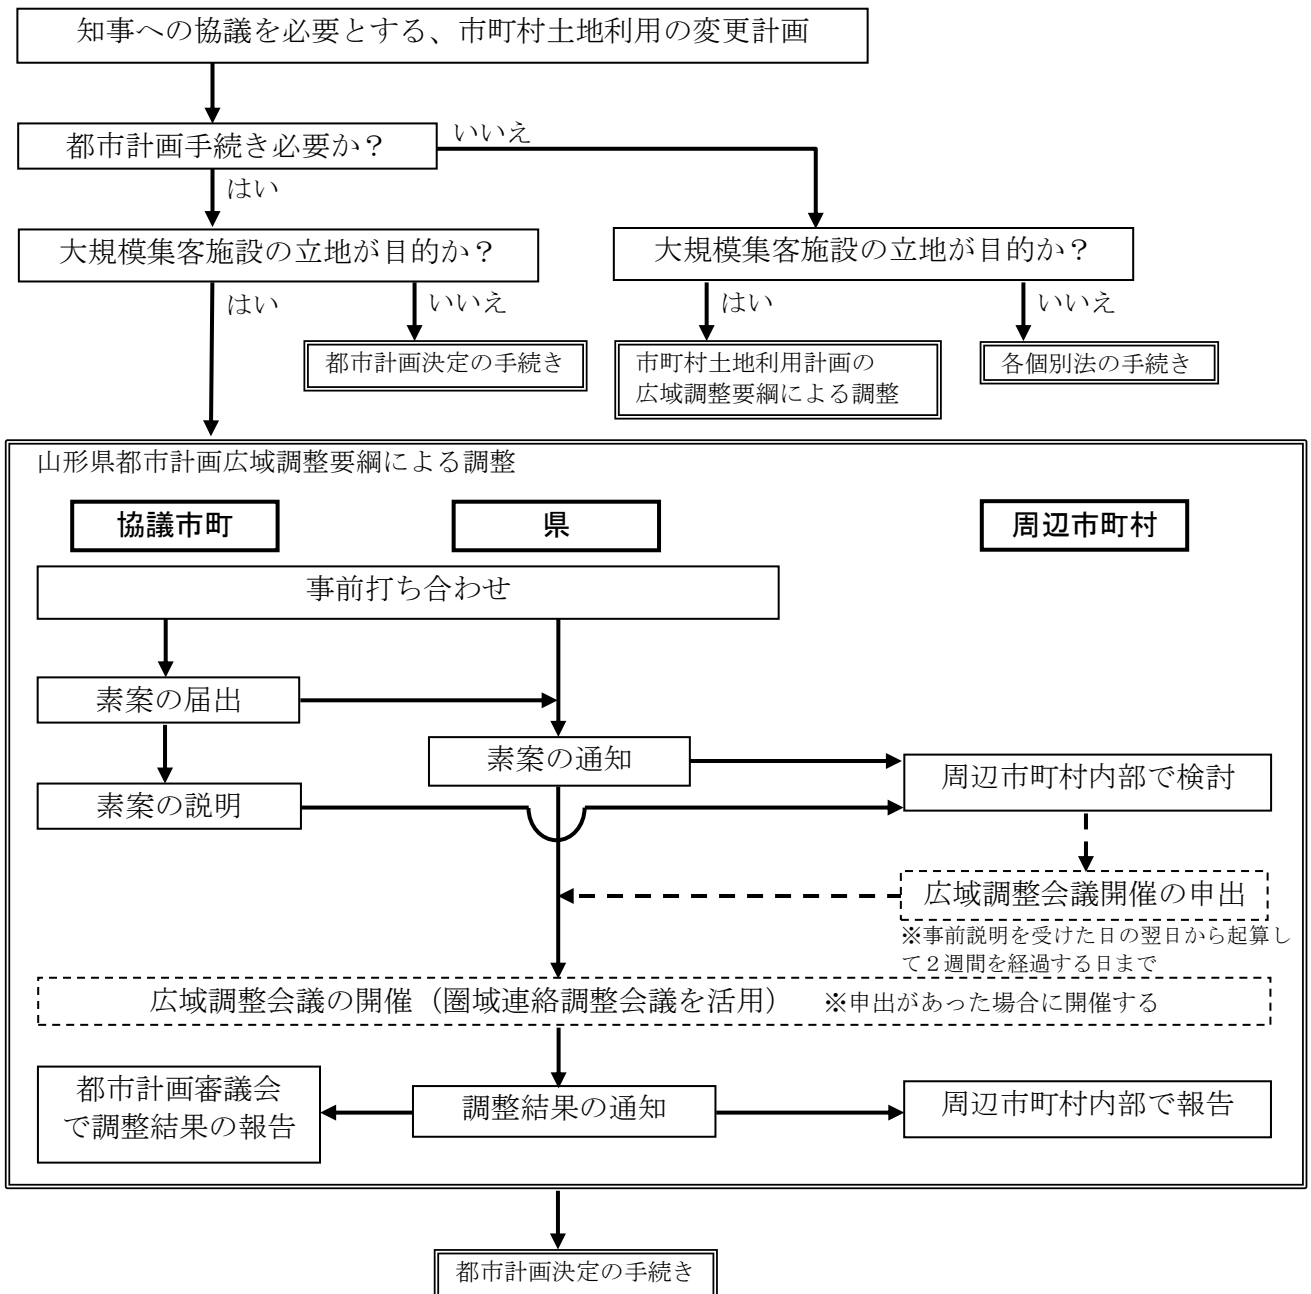 知事への協議を必要とする、市町村土地利用の変更計画
都市計画手続き必要か？
いいえ
はい
大規模集客施設の立地が目的か？
大規模集客施設の立地が目的か？
はい
いいえ
はい
いいえ
都市計画決定の手続き
市町村土地利用計画の
広域調整要綱による調整
各個別法の手続き
山形県都市計画広域調整要綱による調整
協議市町
県
周辺市町村
事前打ち合わせ
素案の届出
素案の通知
周辺市町村内部で検討
素案の説明
広域調整会議開催の申出
※事前説明を受けた日の翌日から起算し
て２週間を経過する日まで
広域調整会議の開催（圏域連絡調整会議を活用）　※申出があった場合に開催する
都市計画審議会
で調整結果の報告
調整結果の通知
周辺市町村内部で報告
都市計画決定の手続き